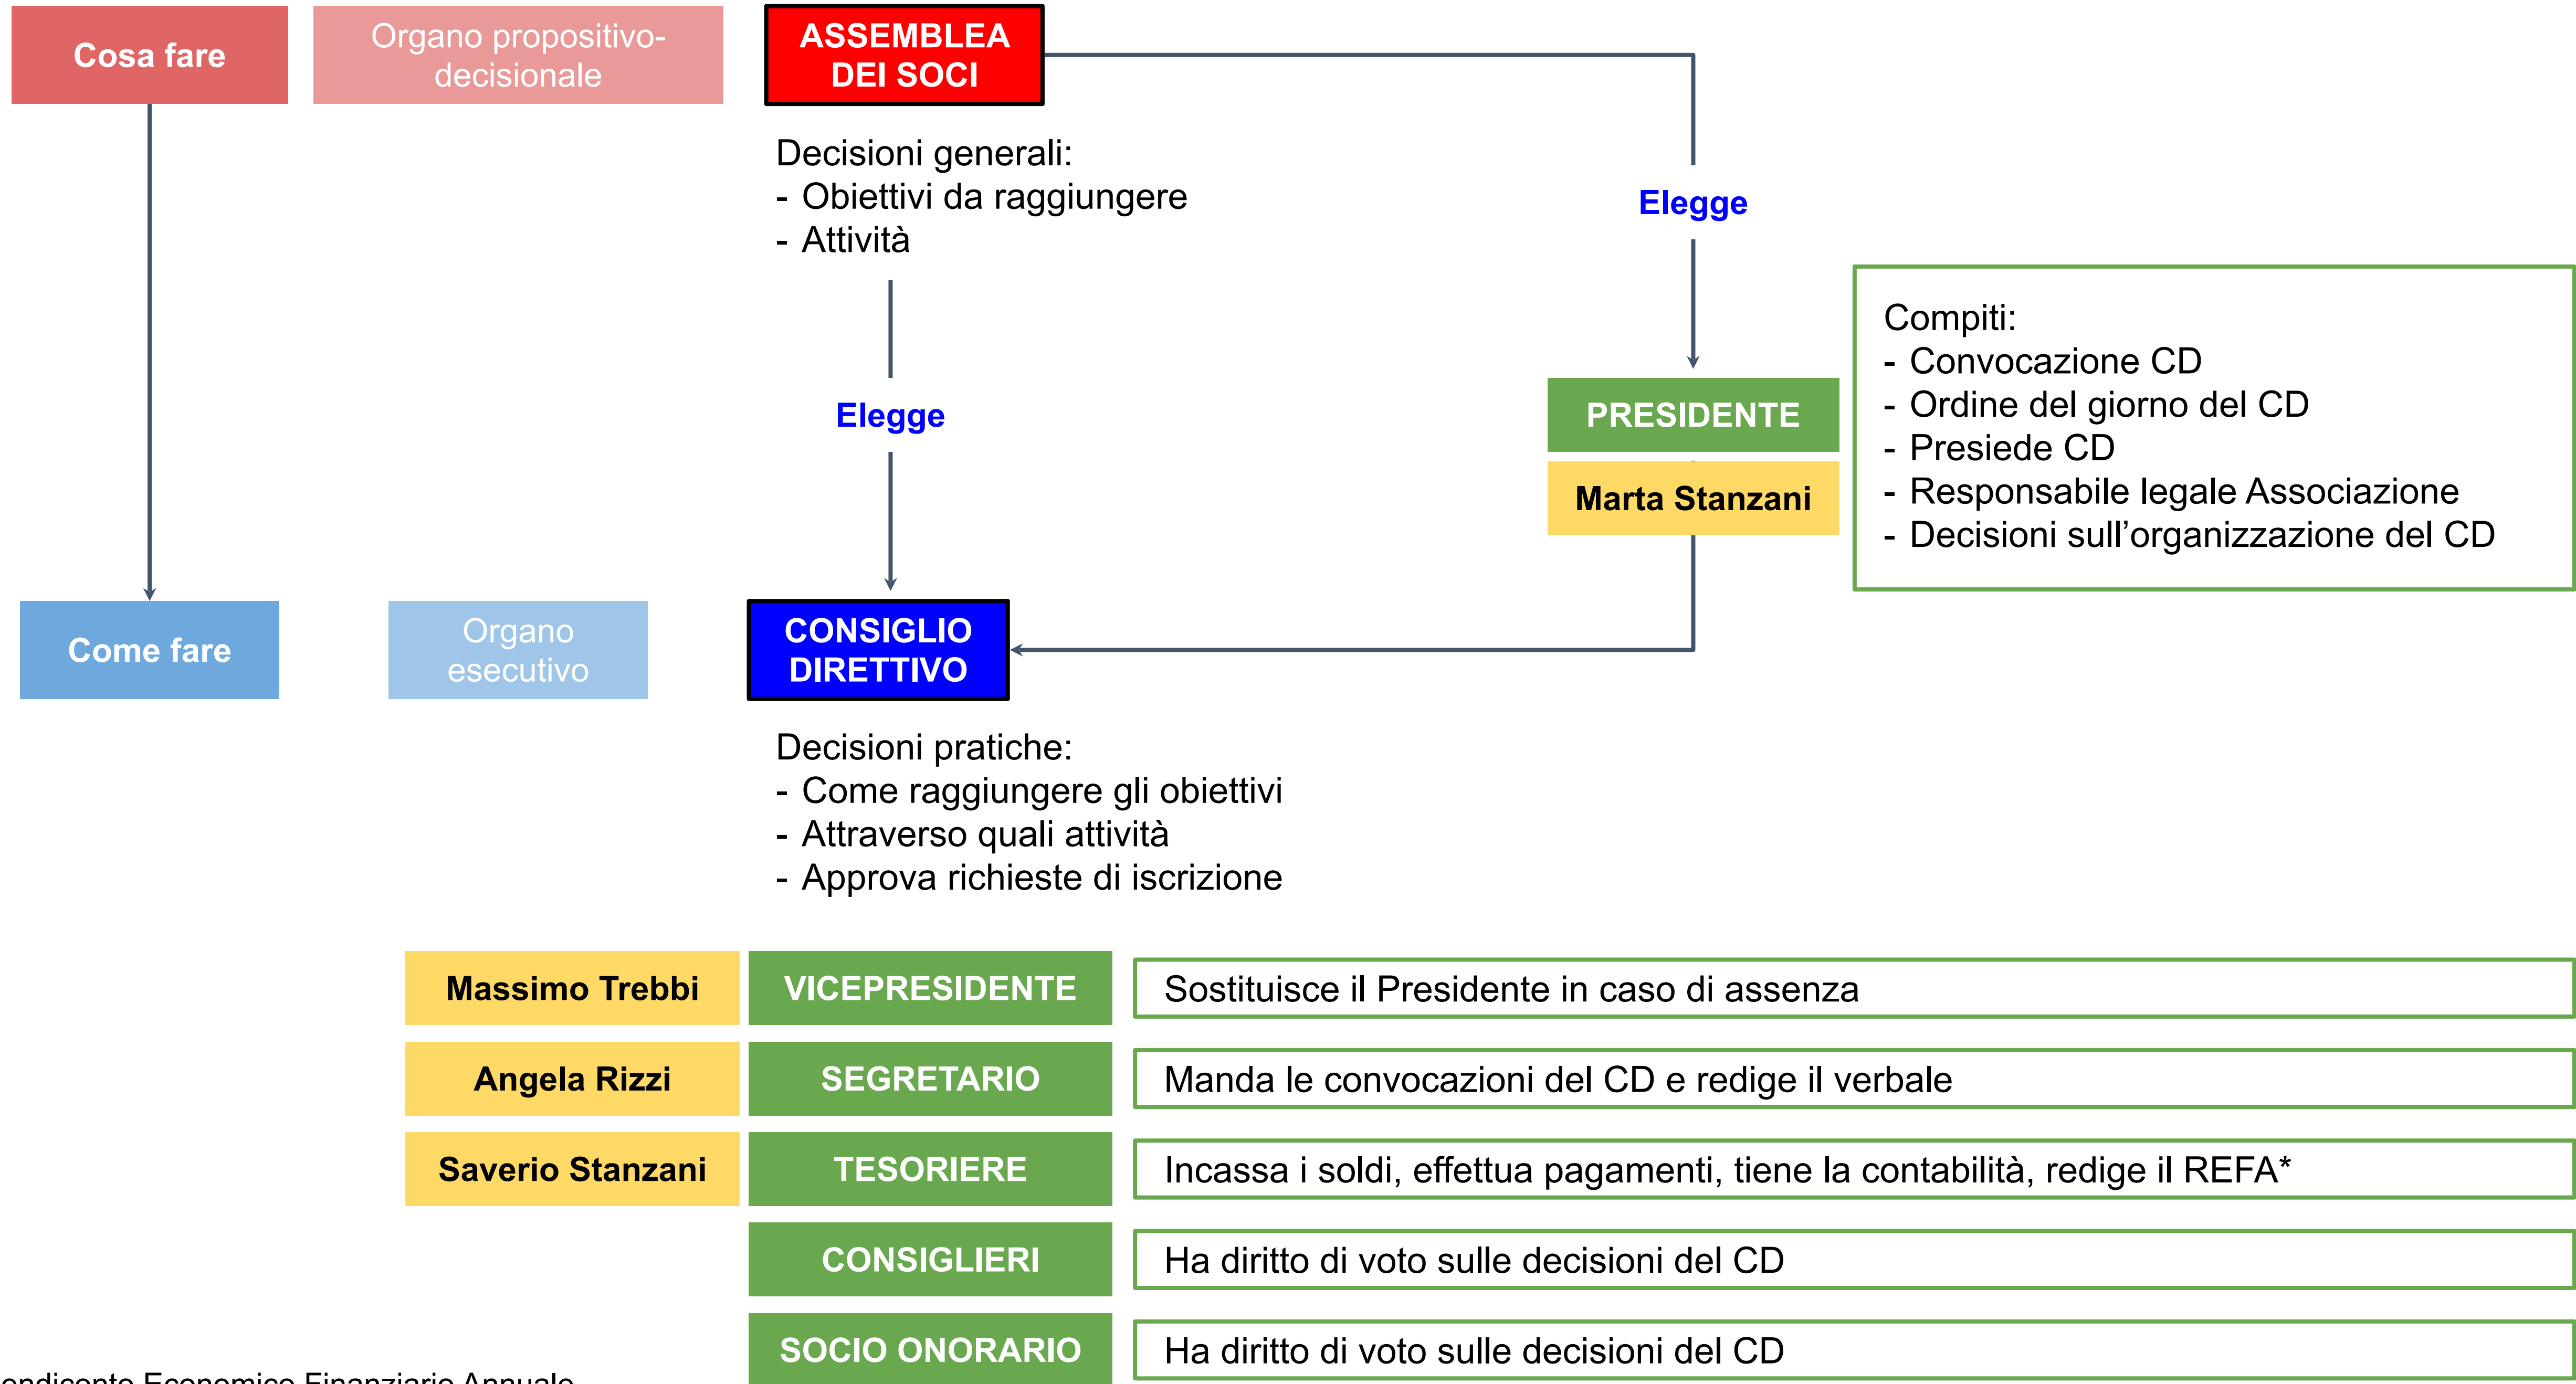 Cosa fare
Organo propositivo-
decisionale
ASSEMBLEA
DEI SOCI
Decisioni generali:
- Obiettivi da raggiungere
- Attività
Elegge
Elegge
PRESIDENTE
Marta Stanzani
Compiti:
- Convocazione CD
- Ordine del giorno del CD
- Presiede CD
- Responsabile legale Associazione
- Decisioni sull’organizzazione del CD
Come fare
Organo
esecutivo
CONSIGLIO
DIRETTIVO
Decisioni pratiche:
- Come raggiungere gli obiettivi
- Attraverso quali attività
- Approva richieste di iscrizione
Massimo Trebbi VICEPRESIDENTE Sostituisce il Presidente in caso di assenza
Angela Rizzi SEGRETARIO Manda le convocazioni del CD e redige il verbale
Saverio Stanzani TESORIERE Incassa i soldi, effettua pagamenti, tiene la contabilità, redige il REFA*
CONSIGLIERI Ha diritto di voto sulle decisioni del CD
SOCIO ONORARIO Ha diritto di voto sulle decisioni del CD
endiconto Economico Finanziario Annuale